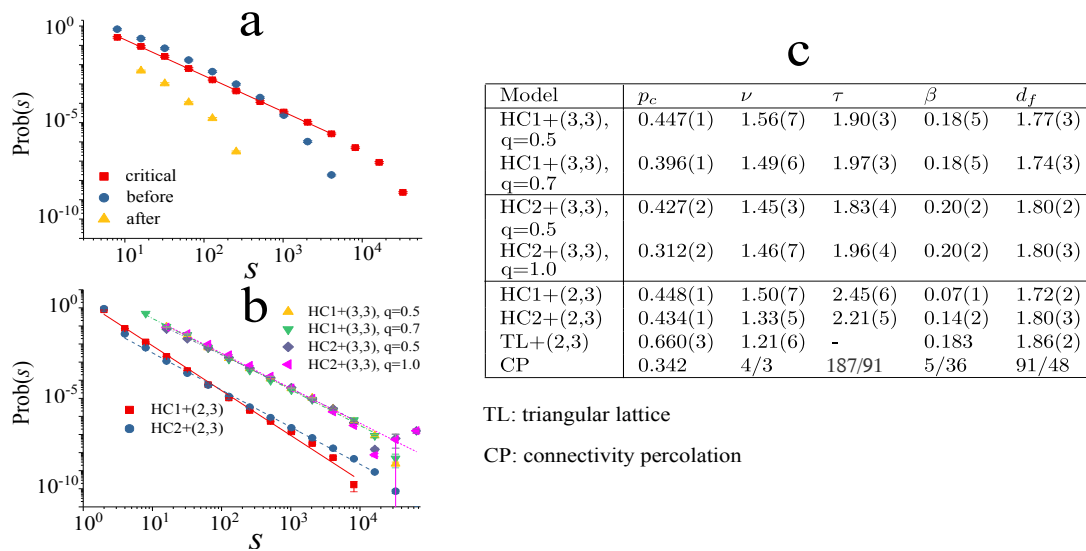 a
Prob(s)
10^0
10^-5
10^-10
critical
before
after
10^1 10^2 10^3 10^4
s
b
Prob(s)
10^0
10^-5
10^-10
HC1+(3,3), q=0.5
HC1+(3,3), q=0.7
HC2+(3,3), q=0.5
HC2+(3,3), q=1.0
HC1+(2,3)
HC2+(2,3)
10^0 10^1 10^2 10^3 10^4
s
c
Model p_c ν τ β d_f
HC1+(3,3), 0.447(1) 1.56(7) 1.90(3) 0.18(5) 1.77(3)
q=0.5
HC1+(3,3), 0.396(1) 1.49(6) 1.97(3) 0.18(5) 1.74(3)
q=0.7
HC2+(3,3), 0.427(2) 1.45(3) 1.83(4) 0.20(2) 1.80(2)
q=0.5
HC2+(3,3), 0.312(2) 1.46(7) 1.96(4) 0.20(2) 1.80(3)
q=1.0
HC1+(2,3) 0.448(1) 1.50(7) 2.45(6) 0.07(1) 1.72(2)
HC2+(2,3) 0.434(1) 1.33(5) 2.21(5) 0.14(2) 1.80(3)
TL+(2,3) 0.660(3) 1.21(6) - 0.183 1.86(2)
CP 0.342 4/3 187/91 5/36 91/48
TL: triangular lattice
CP: connectivity percolation